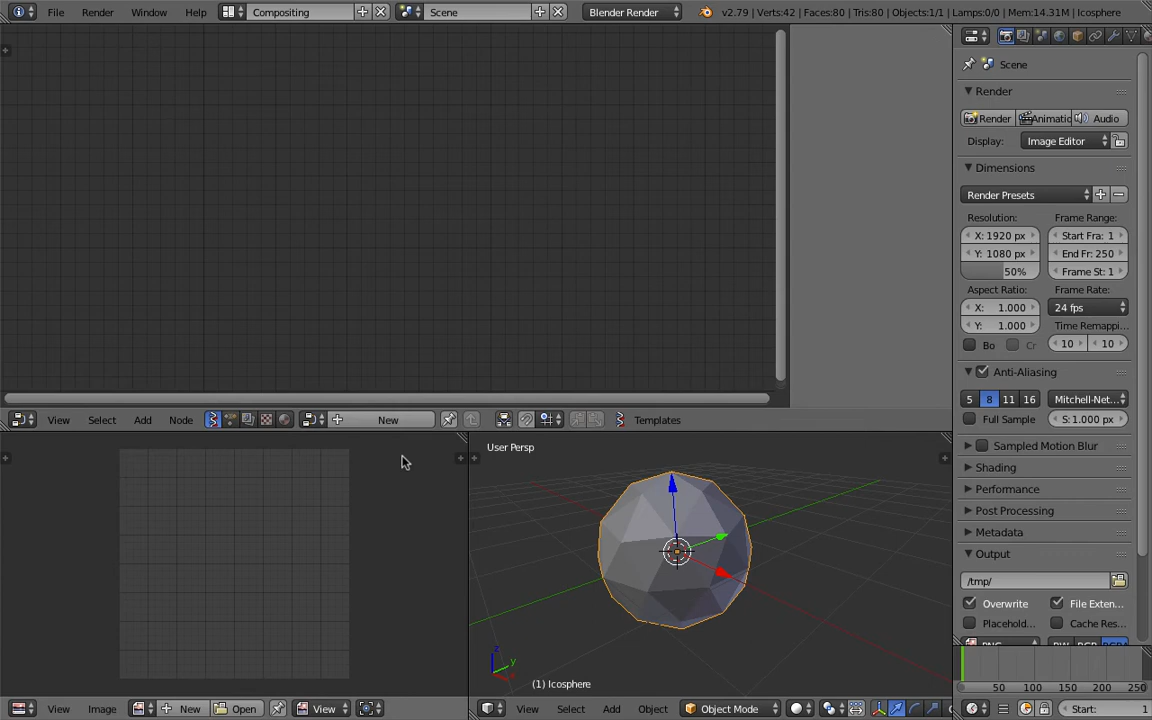 File Render Window Help Compositing Scene Blender Render v2.79 | Verts:42 | Faces:80 | Tris:80 | Objects:1/1 | Lamps:0/0 | Mem:14.31M | Icosphere
Scene
Render
Render Animatic Audio
Display: Image Editor
Dimensions
Render Presets
Resolution: Frame Range:
X: 1920 px Start Fra: 1
Y: 1080 px End Fr: 250
50% Frame St: 1
Aspect Ratio: Frame Rate:
X: 1.000 24 fps
Y: 1.000 Time Remappi...
Bo Cr 10 10
Anti-Aliasing
5 8 11 16 Mitchell-Net...
Full Sample S: 1.000 px
Sampled Motion Blur
Shading
Performance
Post Processing
Metadata
Output
/tmp/
Overwrite File Exten...
Placehold... Cache Res...
View Select Add Node New Templates
User Persp
z
y
(1) Icosphere
0 50 100 150 200 250
View Image New Open View
View Select Add Object Object Mode
Start: 1